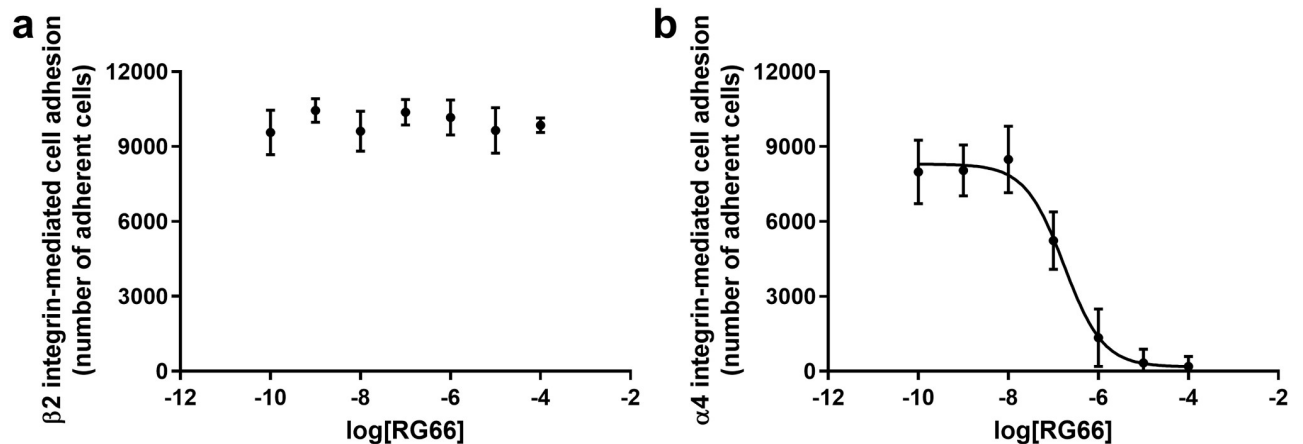 a
β2 integrin-mediated cell adhesion
(number of adherent cells)
12000
9000
6000
3000
0
-12
-10
-8
-6
-4
-2
log[RG66]
b
α4 integrin-mediated cell adhesion
(number of adherent cells)
12000
9000
6000
3000
0
-12
-10
-8
-6
-4
-2
log[RG66]